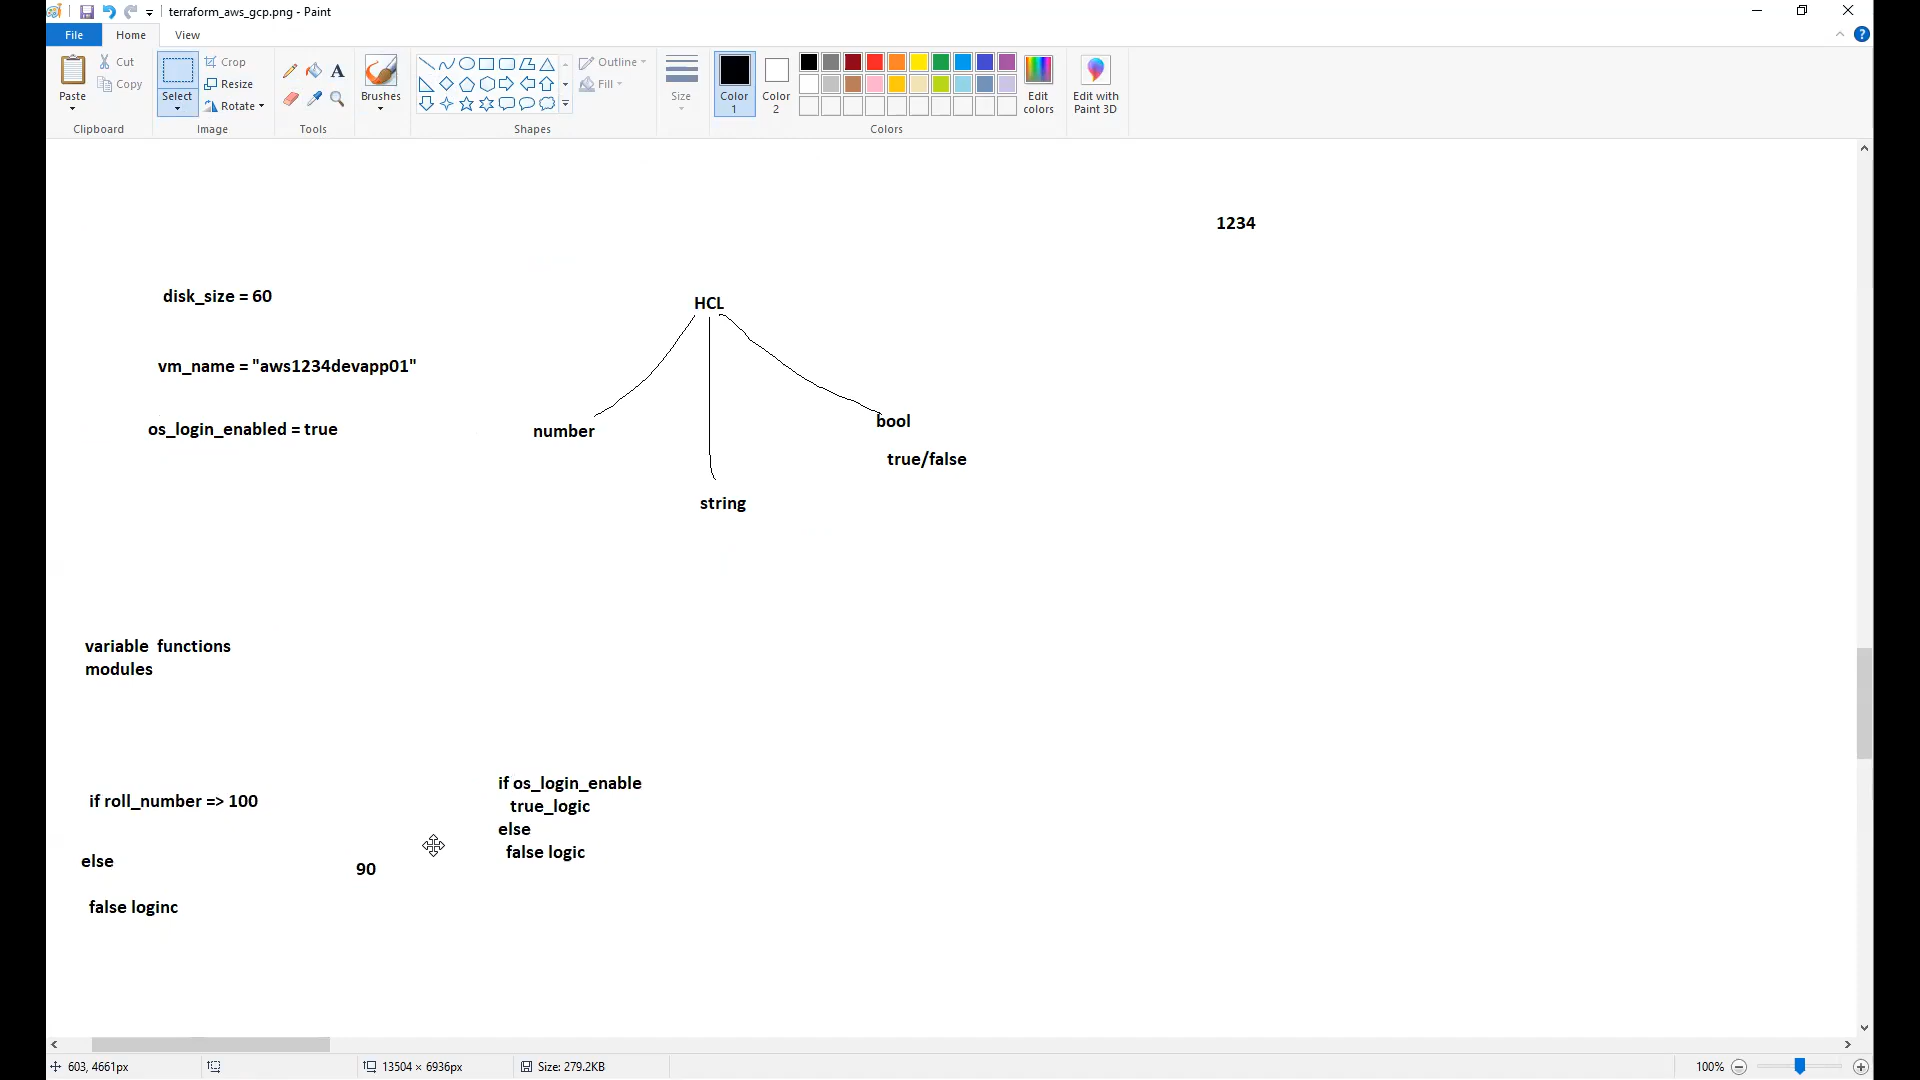 terraform_aws_gcp.png - Paint
File
Home
View
Paste
Cut
Copy
Clipboard
Select
Crop
Resize
Rotate
Image
A
Tools
Brushes
Outline
Fill
Shapes
Size
Color 1
Color 2
Colors
Edit colors
Edit with Paint 3D
1234
disk_size = 60
HCL
vm_name = "aws1234devapp01"
os_login_enabled = true
number
bool
true/false
string
variable functions
modules
if roll_number => 100
else
90
false loginc
if os_login_enable
true_logic
else
false logic
603, 4661px
13504 × 6936px
Size: 279.2KB
100%